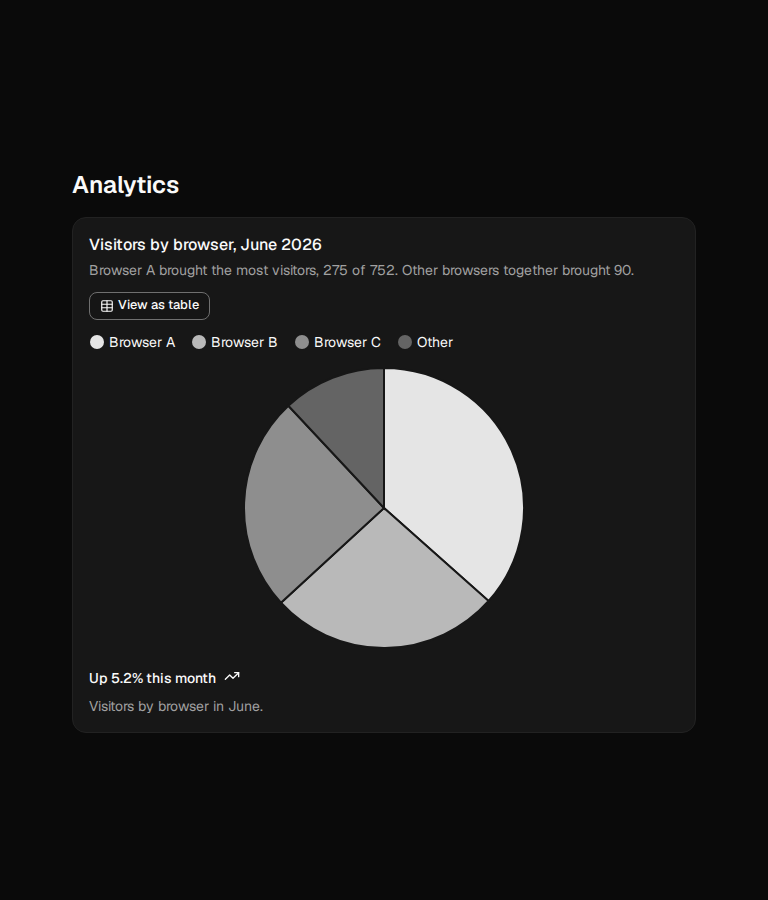 Analytics
Visitors by browser, June 2026
Browser A brought the most visitors, 275 of 752. Other browsers together brought 90.
View as table
Browser A Browser B Browser C Other
Up 5.2% this month
Visitors by browser in June.